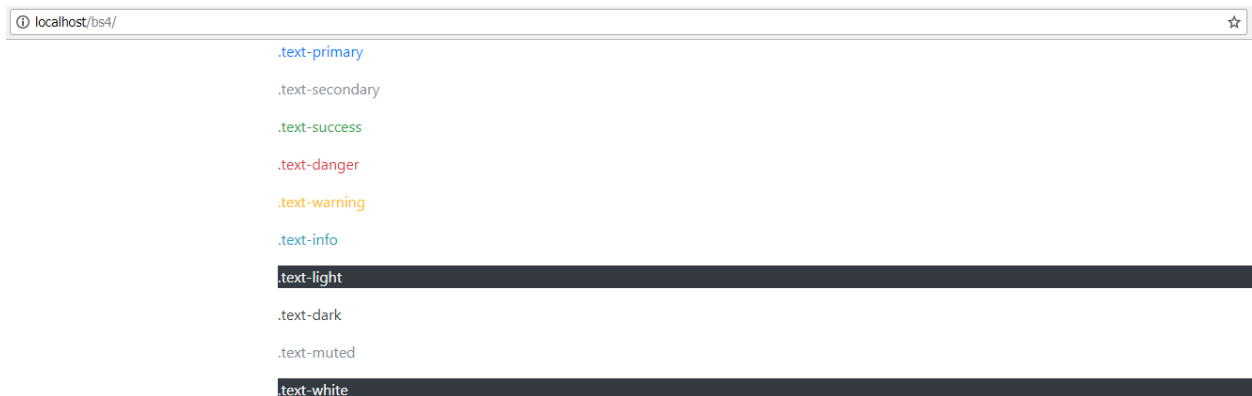 localhost/bs4/
.text-primary
.text-secondary
.text-success
.text-danger
.text-warning
.text-info
.text-light
.text-dark
.text-muted
.text-white